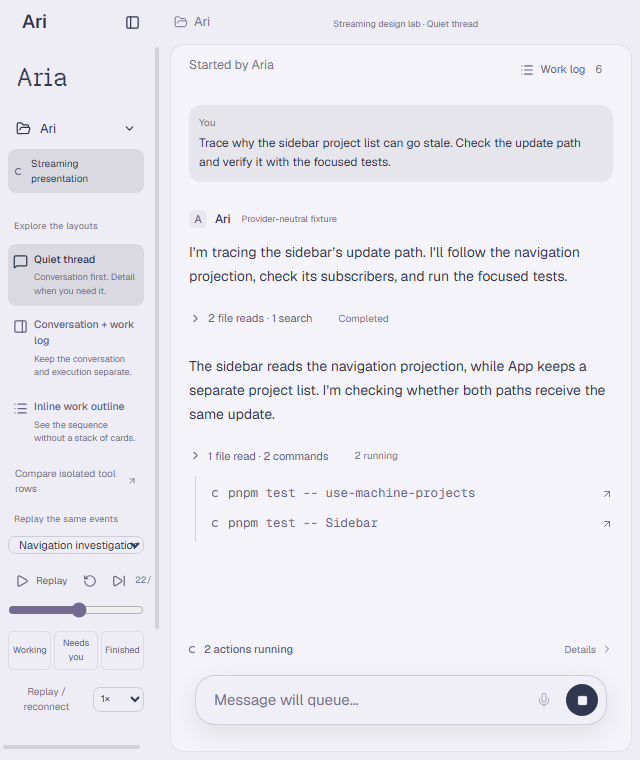 Ari
Ari
Streaming design lab · Quiet thread
Aria
Ari
Streaming
presentation
Explore the layouts
Quiet thread
Conversation first. Detail
when you need it.
Conversation + work
log
Keep the conversation
and execution separate.
Inline work outline
See the sequence
without a stack of cards.
Compare isolated tool
rows
Replay the same events
Replay
22/
Working
Needs
you
Finished
Replay /
reconnect
1×
Started by Aria
Work log 6
You
Trace why the sidebar project list can go stale. Check the update path
and verify it with the focused tests.
A Ari Provider-neutral fixture
I’m tracing the sidebar’s update path. I’ll follow the navigation
projection, check its subscribers, and run the focused tests.
2 file reads · 1 search Completed
The sidebar reads the navigation projection, while App keeps a
separate project list. I’m checking whether both paths receive the
same update.
1 file read · 2 commands 2 running
pnpm test -- use-machine-projects
pnpm test -- Sidebar
2 actions running
Details
Message will queue…